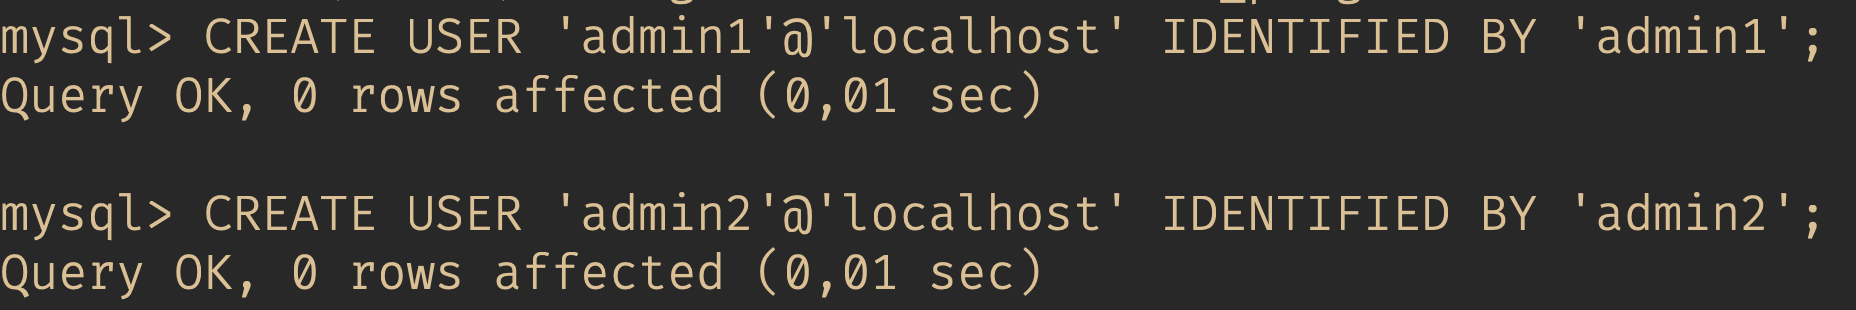 mysql> CREATE USER 'admin1'@'localhost' IDENTIFIED BY 'admin1';
Query OK, 0 rows affected (0,01 sec)
mysql> CREATE USER 'admin2'@'localhost' IDENTIFIED BY 'admin2';
Query OK, 0 rows affected (0,01 sec)